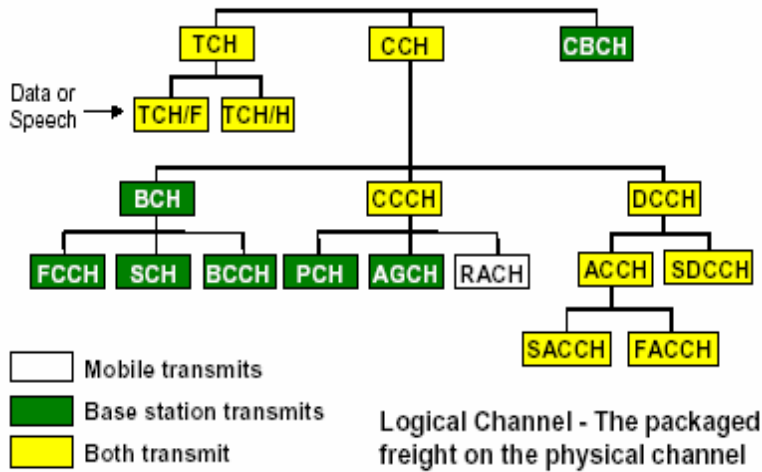 TCH
CCH
CBCH
Data or
Speech
TCH/F
TCH/H
BCH
CCCH
DCCH
FCCH
SCH
BCCH
PCH
AGCH
RACH
ACCH
SDCCH
SACCH
FACCH
Mobile transmits
Base station transmits
Both transmit
Logical Channel - The packaged
freight on the physical channel